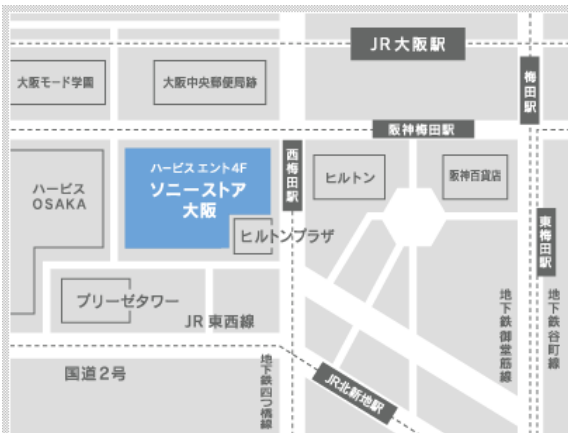 JR大阪駅
大阪モード学園
大阪中央郵便局跡
梅田駅
阪神梅田駅
ハービス
OSAKA
ハービス エント4F
ソニーストア
大阪
西梅田駅
ヒルトン
阪神百貨店
ヒルトンプラザ
東梅田駅
ブリーゼタワー
JR東西線
国道2号
地下鉄四つ橋線
JR北新地駅
地下鉄御堂筋線
地下鉄谷町線